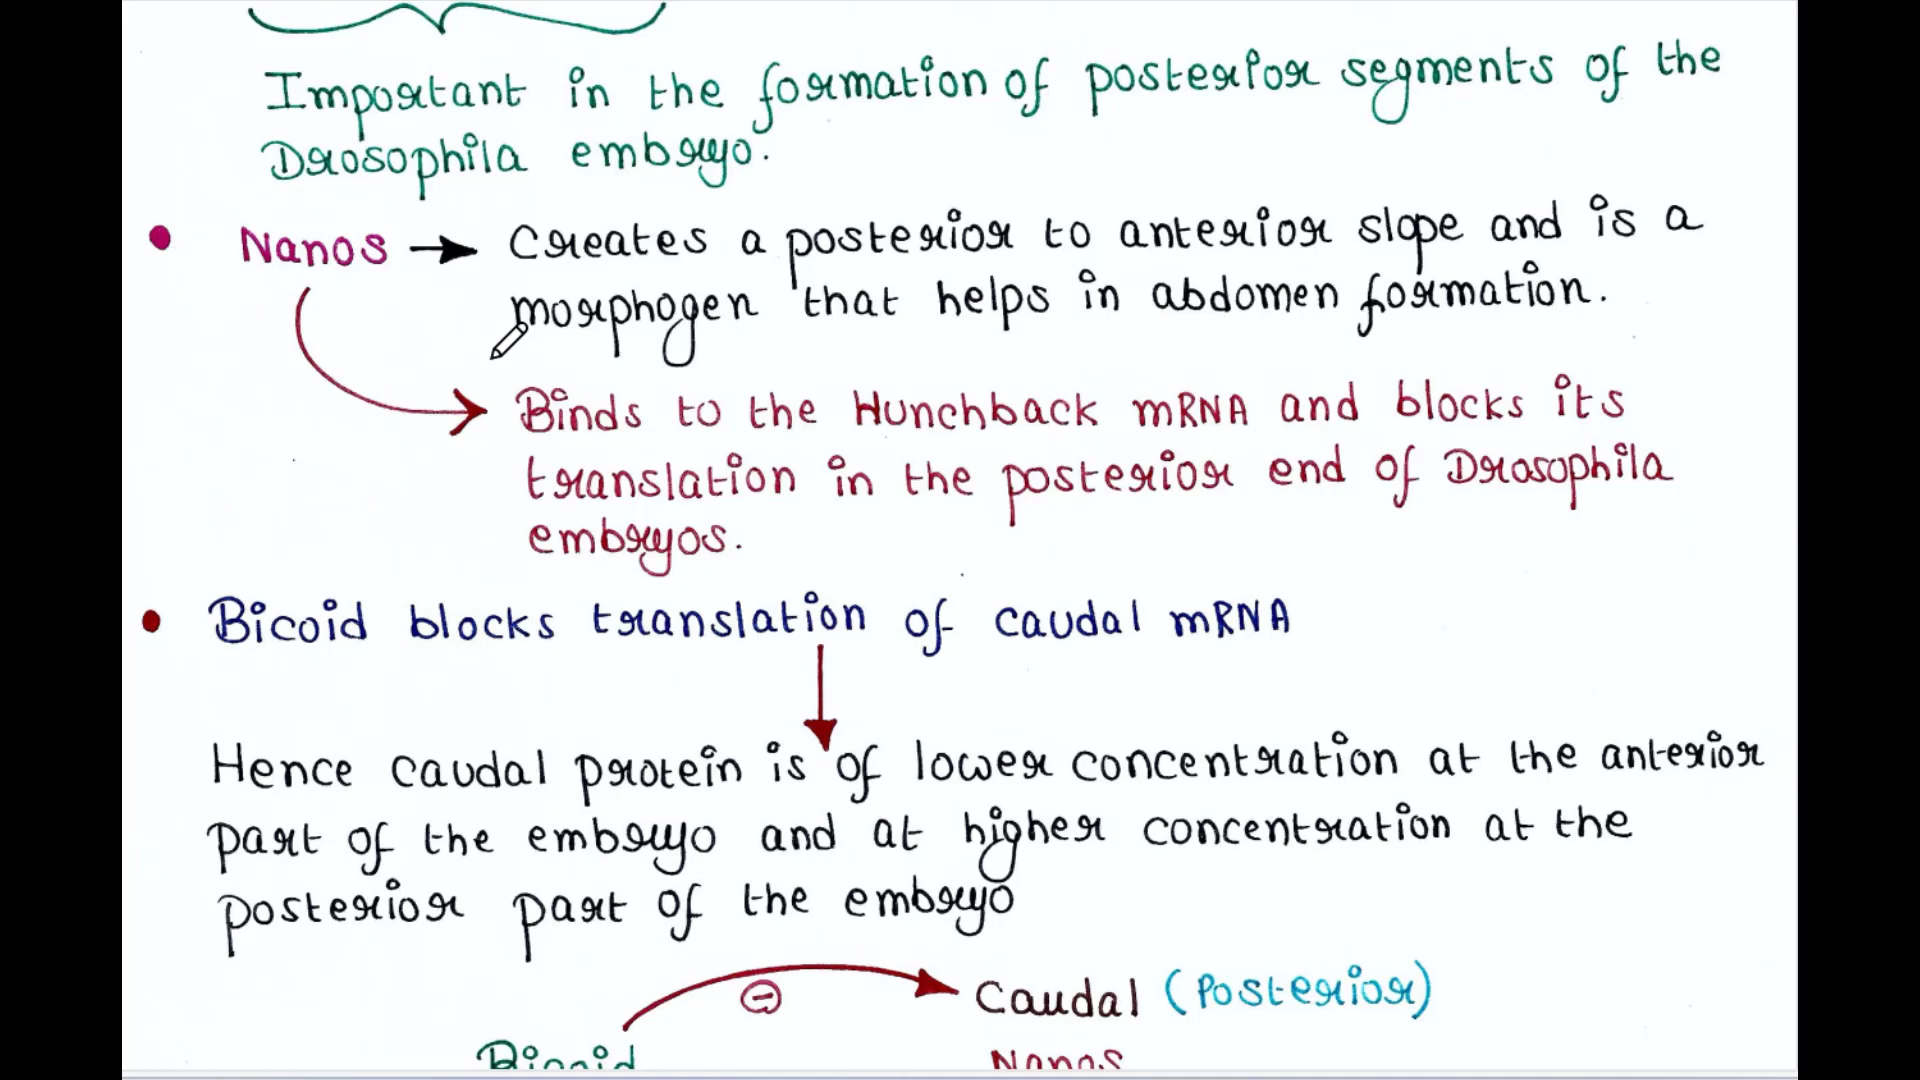 Important in the formation of posterior segments of the
Drosophila embryo.
• Nanos → Creates a posterior to anterior slope and is a
morphogen that helps in abdomen formation.
Binds to the Hunchback mRNA and blocks its
translation in the posterior end of Drosophila
embryos.
• Bicoid blocks translation of caudal mRNA
Hence caudal protein is of lower concentration at the anterior
part of the embryo and at higher concentration at the
posterior part of the embryo
⊖ Caudal (Posterior)
Bicoid Nanos